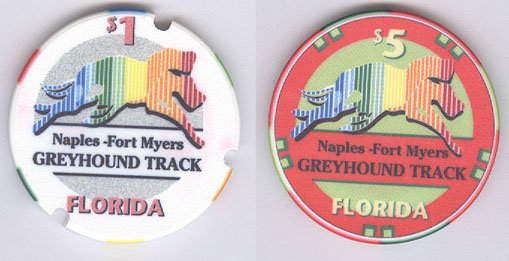 $1
Naples -Fort Myers
GREYHOUND TRACK
FLORIDA
$5
Naples -Fort Myers
GREYHOUND TRACK
FLORIDA